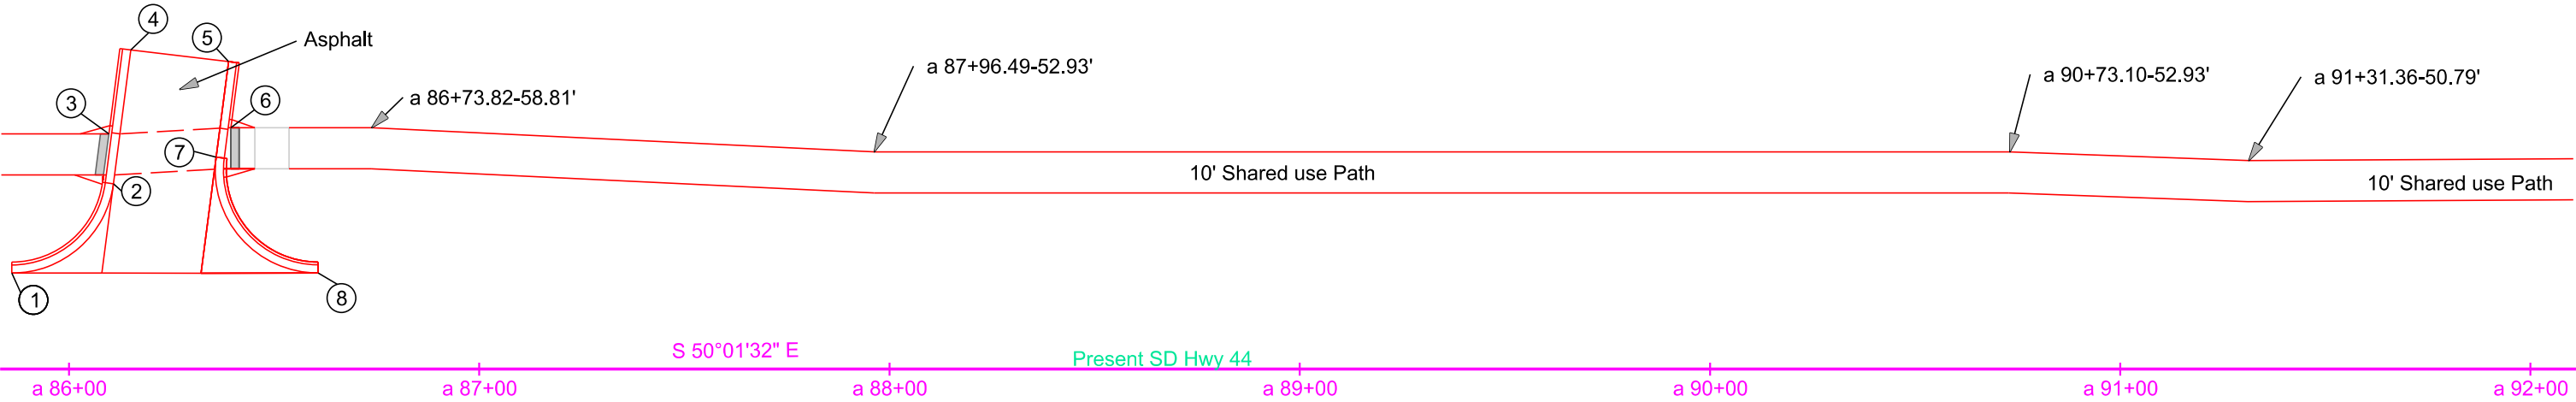 4
5
Asphalt
3
6
a 86+73.82-58.81'
a 87+96.49-52.93'
a 90+73.10-52.93'
a 91+31.36-50.79'
7
2
10' Shared use Path
10' Shared use Path
1
8
S 50°01'32" E
Present SD Hwy 44
a 86+00
a 87+00
a 88+00
a 89+00
a 90+00
a 91+00
a 92+00